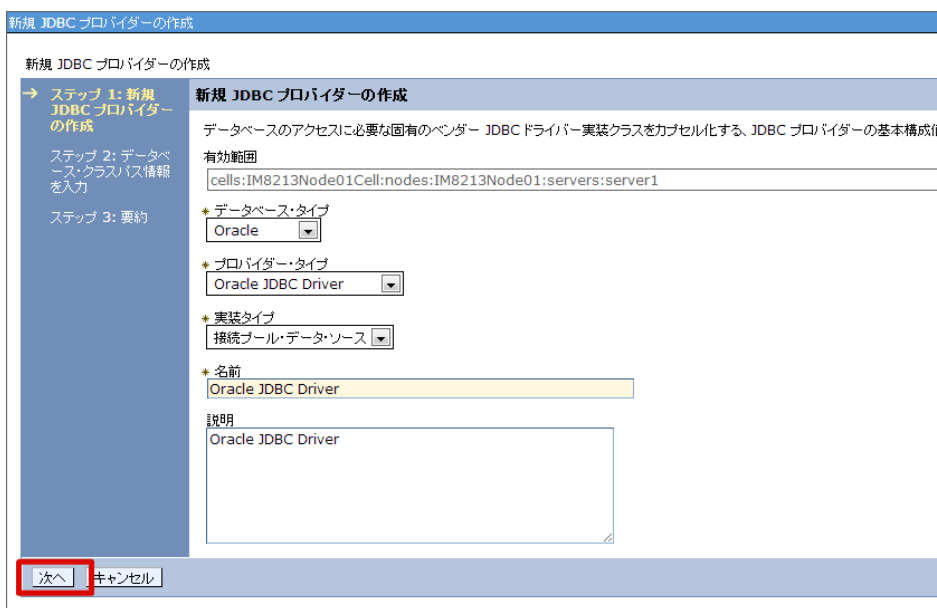 新規 JDBC プロバイダーの作成
新規 JDBC プロバイダーの作成
→ ステップ 1: 新規
JDBC プロバイダー
の作成
ステップ 2: データベ
ース・クラスパス情報
を入力
ステップ 3: 要約
新規 JDBC プロバイダーの作成
データベースのアクセスに必要な固有のベンダー JDBC ドライバー実装クラスをカプセル化する、JDBC プロバイダーの基本構成
有効範囲
cells:IM8213Node01Cell:nodes:IM8213Node01:servers:server1
* データベース・タイプ
Oracle
* プロバイダー・タイプ
Oracle JDBC Driver
* 実装タイプ
接続プール・データ・ソース
* 名前
Oracle JDBC Driver
説明
Oracle JDBC Driver
次へ キャンセル